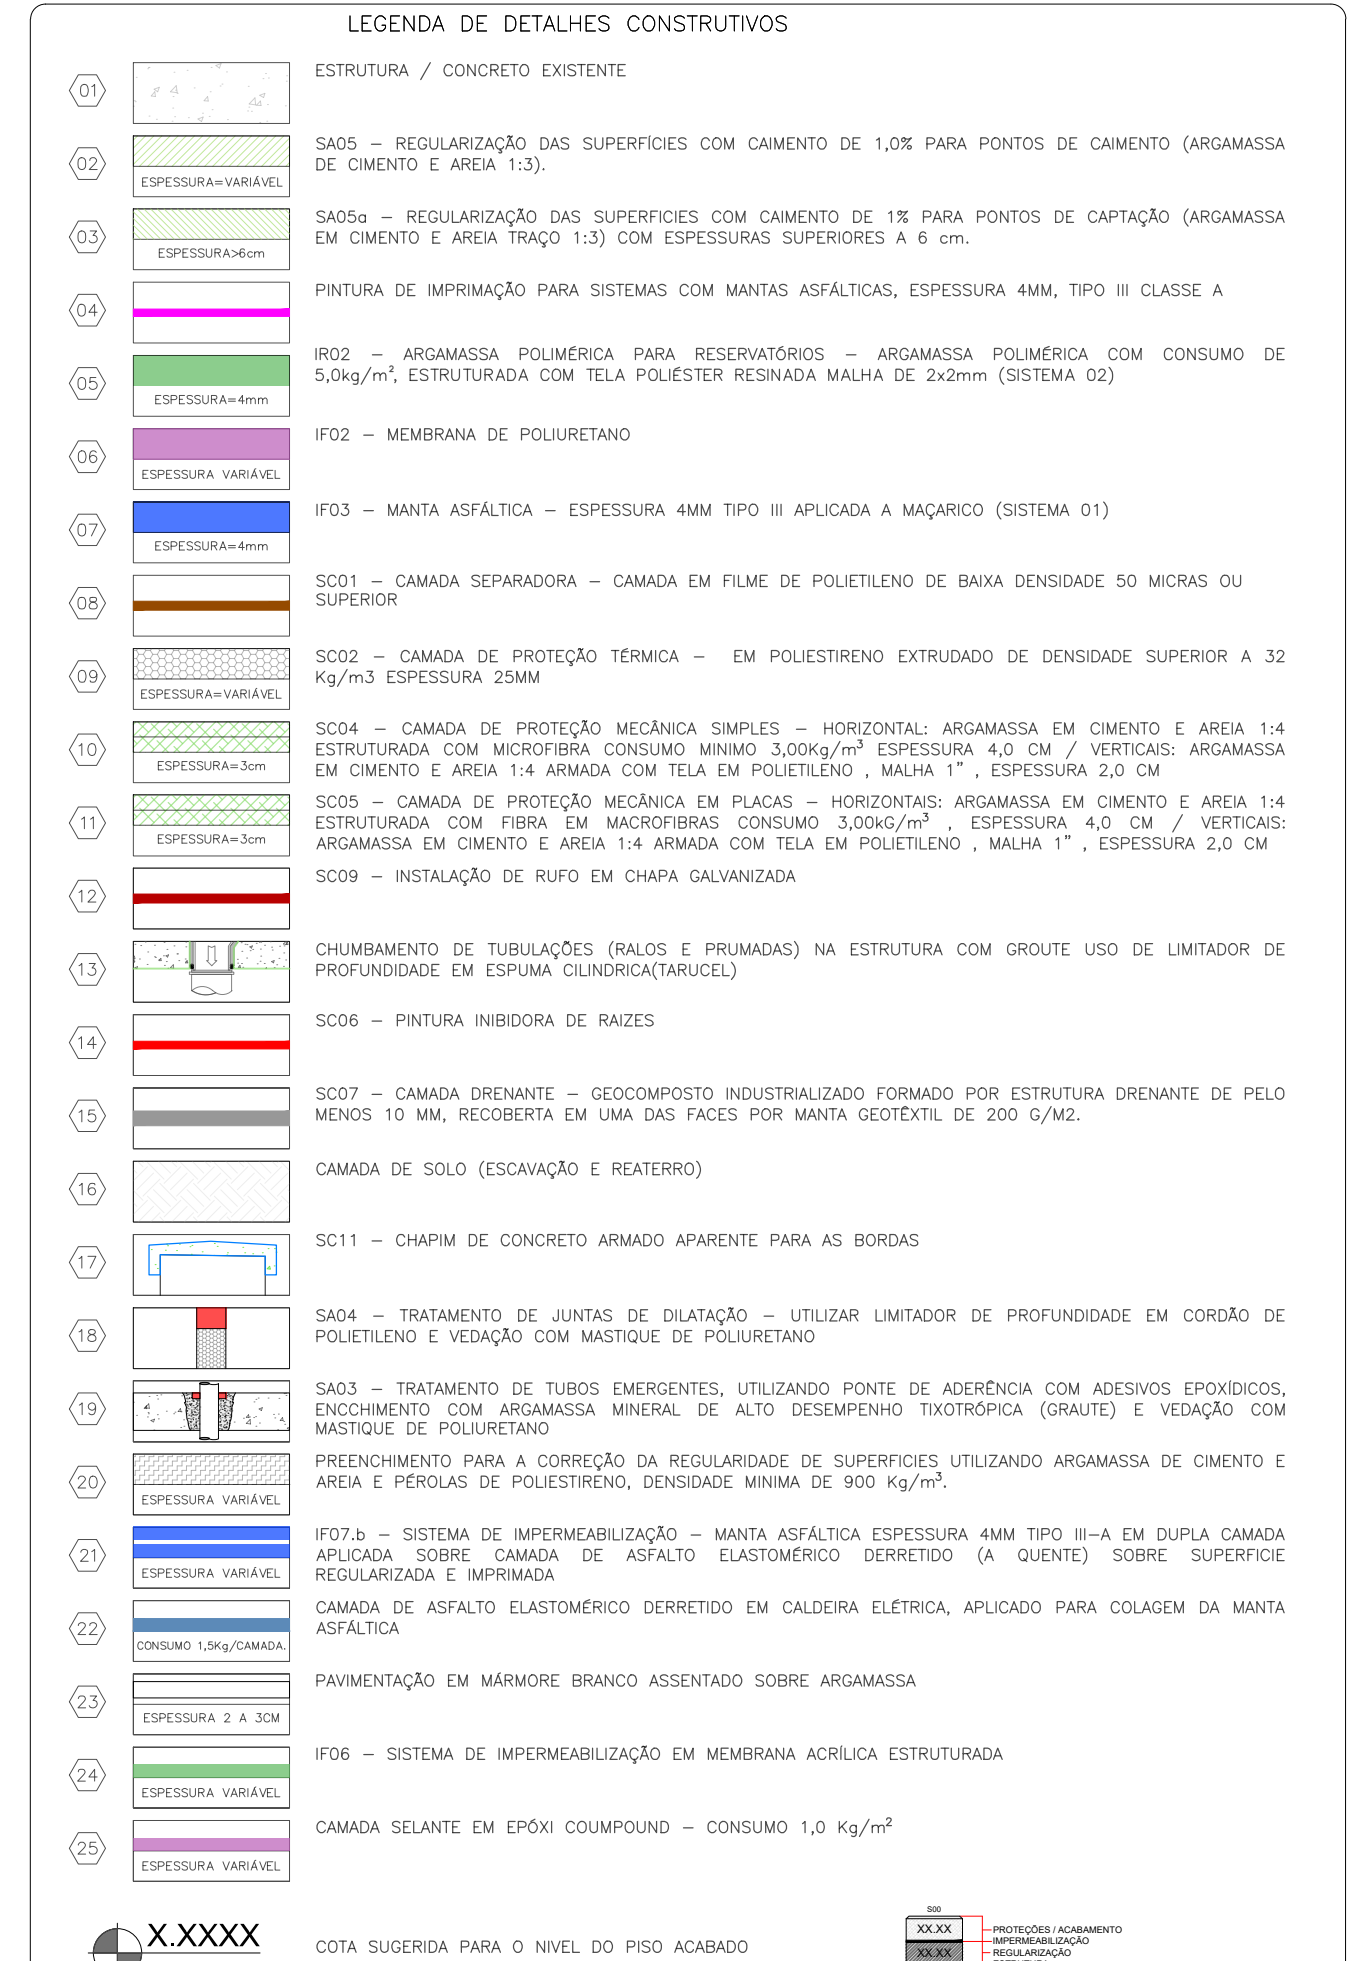 LEGENDA DE DETALHES CONSTRUTIVOS
01
ESTRUTURA / CONCRETO EXISTENTE
02
ESPESSURA=VARIÁVEL
SA05 – REGULARIZAÇÃO DAS SUPERFÍCIES COM CAIMENTO DE 1,0% PARA PONTOS DE CAIMENTO (ARGAMASSA
DE CIMENTO E AREIA 1:3).
03
ESPESSURA>6cm
SA05a – REGULARIZAÇÃO DAS SUPERFICIES COM CAIMENTO DE 1% PARA PONTOS DE CAPTAÇÃO (ARGAMASSA
EM CIMENTO E AREIA TRAÇO 1:3) COM ESPESSURAS SUPERIORES A 6 cm.
04
PINTURA DE IMPRIMAÇÃO PARA SISTEMAS COM MANTAS ASFÁLTICAS, ESPESSURA 4MM, TIPO III CLASSE A
05
ESPESSURA=4mm
IR02 – ARGAMASSA POLIMÉRICA PARA RESERVATÓRIOS – ARGAMASSA POLIMÉRICA COM CONSUMO DE
5,0kg/m², ESTRUTURADA COM TELA POLIÉSTER RESINADA MALHA DE 2x2mm (SISTEMA 02)
06
ESPESSURA VARIÁVEL
IF02 – MEMBRANA DE POLIURETANO
07
ESPESSURA=4mm
IF03 – MANTA ASFÁLTICA – ESPESSURA 4MM TIPO III APLICADA A MAÇARICO (SISTEMA 01)
08
SC01 – CAMADA SEPARADORA – CAMADA EM FILME DE POLIETILENO DE BAIXA DENSIDADE 50 MICRAS OU
SUPERIOR
09
ESPESSURA=VARIÁVEL
SC02 – CAMADA DE PROTEÇÃO TÉRMICA – EM POLIESTIRENO EXTRUDADO DE DENSIDADE SUPERIOR A 32
Kg/m3 ESPESSURA 25MM
10
ESPESSURA=3cm
SC04 – CAMADA DE PROTEÇÃO MECÂNICA SIMPLES – HORIZONTAL: ARGAMASSA EM CIMENTO E AREIA 1:4
ESTRUTURADA COM MICROFIBRA CONSUMO MINIMO 3,00Kg/m³ ESPESSURA 4,0 CM / VERTICAIS: ARGAMASSA
EM CIMENTO E AREIA 1:4 ARMADA COM TELA EM POLIETILENO , MALHA 1” , ESPESSURA 2,0 CM
11
ESPESSURA=3cm
SC05 – CAMADA DE PROTEÇÃO MECÂNICA EM PLACAS – HORIZONTAIS: ARGAMASSA EM CIMENTO E AREIA 1:4
ESTRUTURADA COM FIBRA EM MACROFIBRAS CONSUMO 3,00kG/m³ , ESPESSURA 4,0 CM / VERTICAIS:
ARGAMASSA EM CIMENTO E AREIA 1:4 ARMADA COM TELA EM POLIETILENO , MALHA 1” , ESPESSURA 2,0 CM
12
SC09 – INSTALAÇÃO DE RUFO EM CHAPA GALVANIZADA
13
CHUMBAMENTO DE TUBULAÇÕES (RALOS E PRUMADAS) NA ESTRUTURA COM GROUTE USO DE LIMITADOR DE
PROFUNDIDADE EM ESPUMA CILINDRICA(TARUCEL)
14
SC06 – PINTURA INIBIDORA DE RAIZES
15
SC07 – CAMADA DRENANTE – GEOCOMPOSTO INDUSTRIALIZADO FORMADO POR ESTRUTURA DRENANTE DE PELO
MENOS 10 MM, RECOBERTA EM UMA DAS FACES POR MANTA GEOTÊXTIL DE 200 G/M2.
16
CAMADA DE SOLO (ESCAVAÇÃO E REATERRO)
17
SC11 – CHAPIM DE CONCRETO ARMADO APARENTE PARA AS BORDAS
18
SA04 – TRATAMENTO DE JUNTAS DE DILATAÇÃO – UTILIZAR LIMITADOR DE PROFUNDIDADE EM CORDÃO DE
POLIETILENO E VEDAÇÃO COM MASTIQUE DE POLIURETANO
19
SA03 – TRATAMENTO DE TUBOS EMERGENTES, UTILIZANDO PONTE DE ADERÊNCIA COM ADESIVOS EPOXÍDICOS,
ENCCHIMENTO COM ARGAMASSA MINERAL DE ALTO DESEMPENHO TIXOTRÓPICA (GRAUTE) E VEDAÇÃO COM
MASTIQUE DE POLIURETANO
20
ESPESSURA VARIÁVEL
PREENCHIMENTO PARA A CORREÇÃO DA REGULARIDADE DE SUPERFICIES UTILIZANDO ARGAMASSA DE CIMENTO E
AREIA E PÉROLAS DE POLIESTIRENO, DENSIDADE MINIMA DE 900 Kg/m³.
21
ESPESSURA VARIÁVEL
IF07.b – SISTEMA DE IMPERMEABILIZAÇÃO – MANTA ASFÁLTICA ESPESSURA 4MM TIPO III–A EM DUPLA CAMADA
APLICADA SOBRE CAMADA DE ASFALTO ELASTOMÉRICO DERRETIDO (A QUENTE) SOBRE SUPERFICIE
REGULARIZADA E IMPRIMADA
22
CONSUMO 1,5Kg/CAMADA.
CAMADA DE ASFALTO ELASTOMÉRICO DERRETIDO EM CALDEIRA ELÉTRICA, APLICADO PARA COLAGEM DA MANTA
ASFÁLTICA
23
ESPESSURA 2 A 3CM
PAVIMENTAÇÃO EM MÁRMORE BRANCO ASSENTADO SOBRE ARGAMASSA
24
ESPESSURA VARIÁVEL
IF06 – SISTEMA DE IMPERMEABILIZAÇÃO EM MEMBRANA ACRÍLICA ESTRUTURADA
25
ESPESSURA VARIÁVEL
CAMADA SELANTE EM EPÓXI COUMPOUND – CONSUMO 1,0 Kg/m²
X.XXXX
COTA SUGERIDA PARA O NIVEL DO PISO ACABADO
S00
XX.XX
PROTEÇÕES / ACABAMENTO
IMPERMEABILIZAÇÃO
XX.XX
REGULARIZAÇÃO